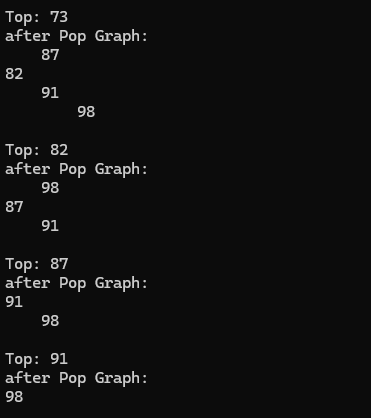 Top: 73
after Pop Graph:
    87
82
    91
        98

Top: 82
after Pop Graph:
    98
87
    91

Top: 87
after Pop Graph:
91
    98

Top: 91
after Pop Graph:
98